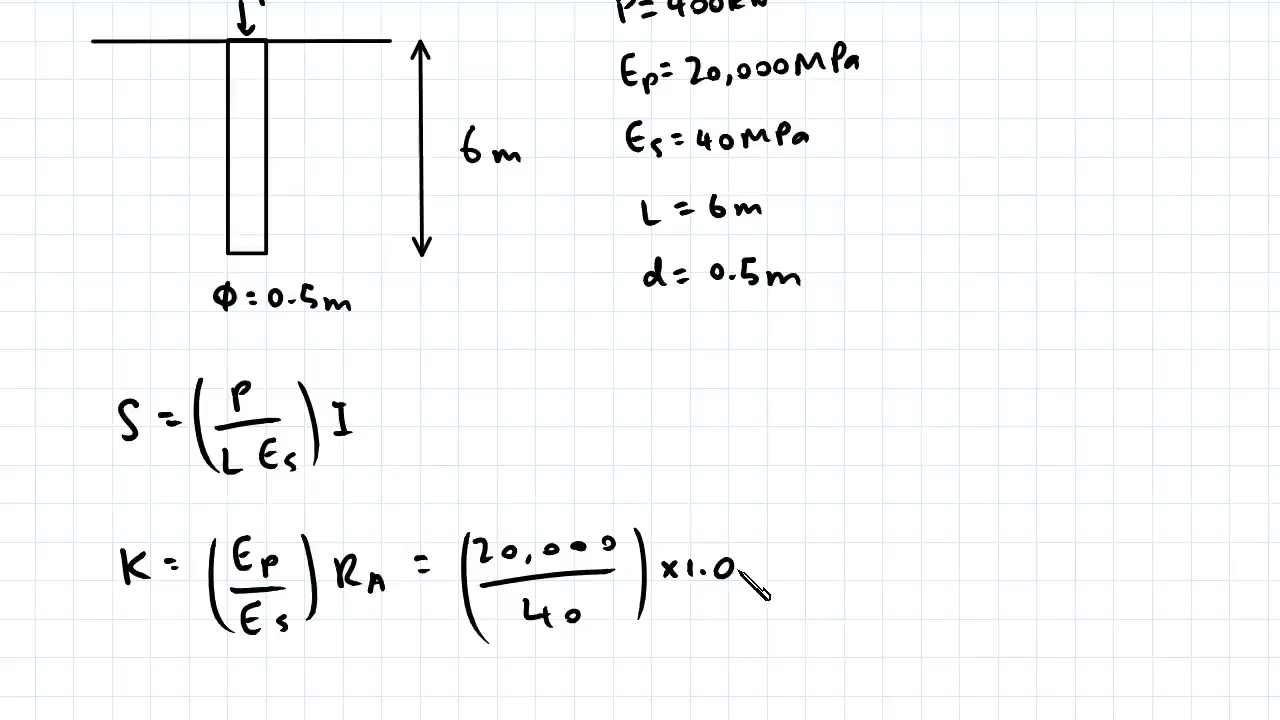 P = 400kN
Ep = 20,000MPa
6m
Es = 40MPa
L = 6m
d = 0.5m
Φ = 0.5m
S = (P / L Es) I
K = (Ep / Es) RA = (20,000 / 40) x1.0